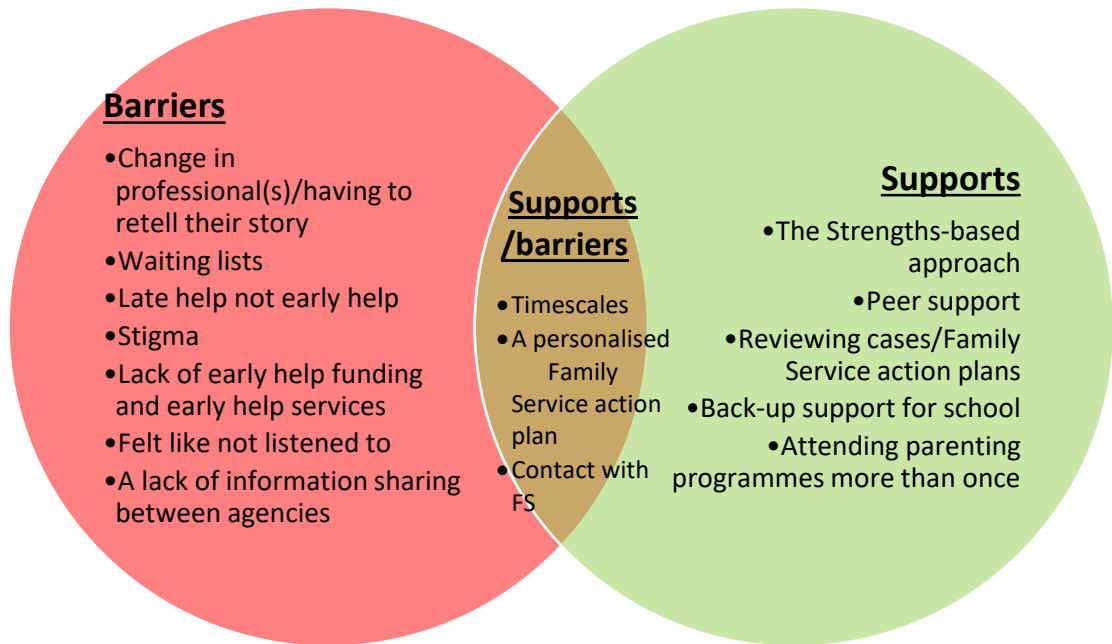 Barriers
•Change in
professional(s)/having to
retell their story
•Waiting lists
•Late help not early help
•Stigma
•Lack of early help funding
and early help services
•Felt like not listened to
•A lack of information sharing
between agencies
Supports
/barriers
•Timescales
•A personalised
Family
Service action
plan
•Contact with
FS
Supports
•The Strengths-based
approach
•Peer support
•Reviewing cases/Family
Service action plans
•Back-up support for school
•Attending parenting
programmes more than once